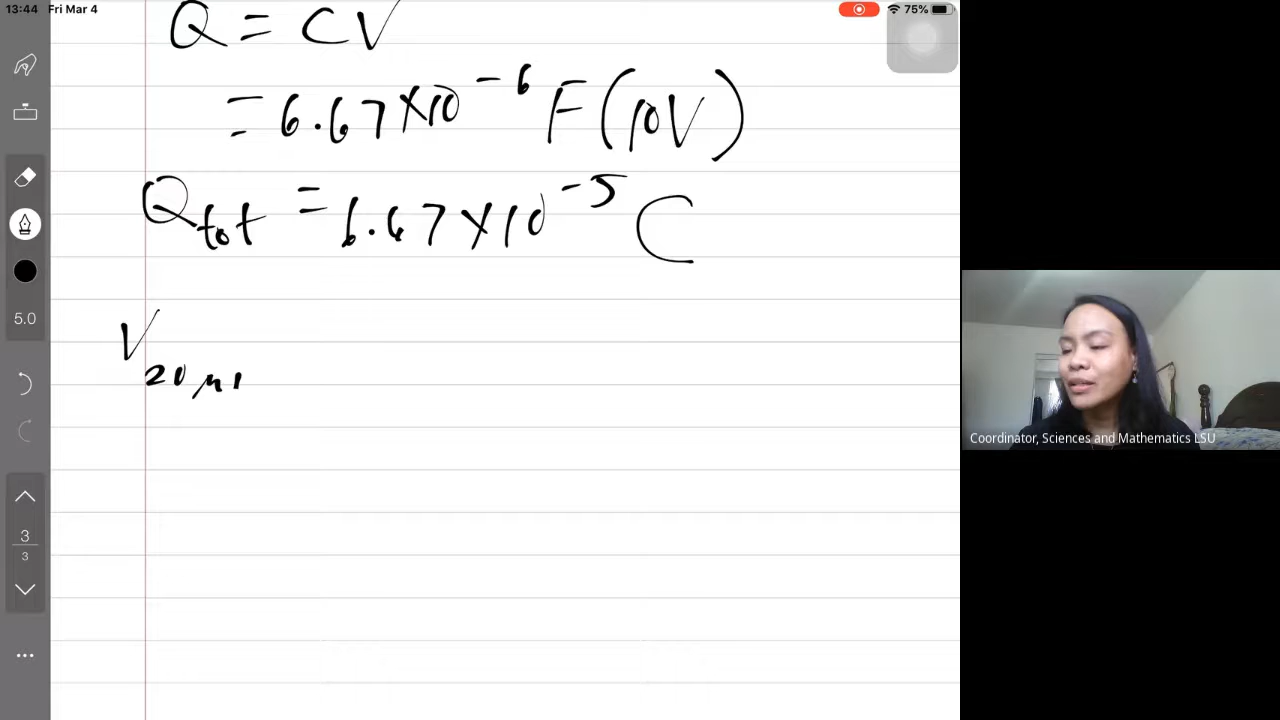 13:44 Fri Mar 4 75%
Q = CV
= 6.67 × 10⁻⁶ F (10V)
Q_tot = 6.67 × 10⁻⁵ C
V_20 μ
5.0
3
3
Coordinator, Sciences and Mathematics LSU